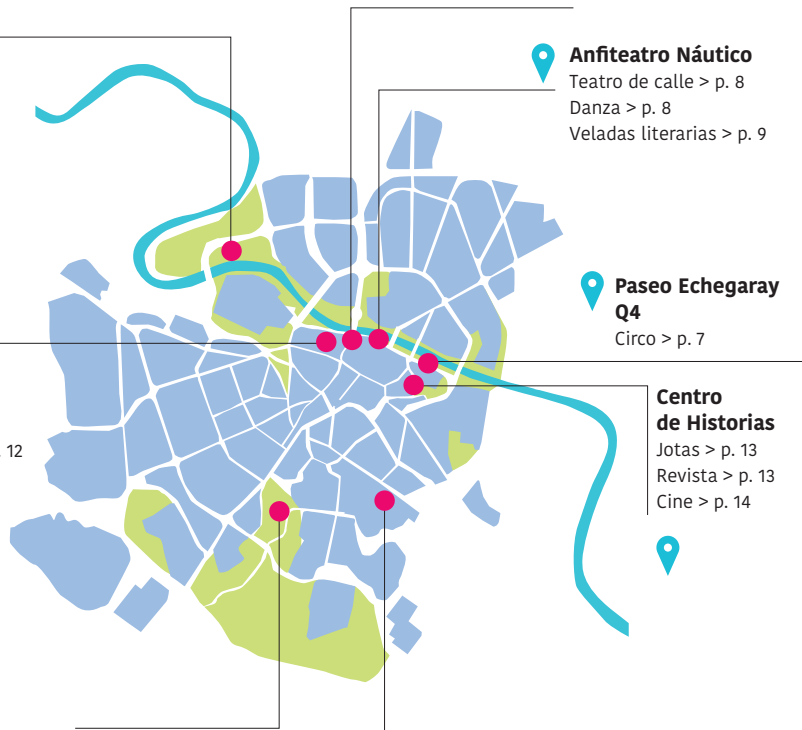 Anfiteatro Náutico
Teatro de calle > p. 8
Danza > p. 8
Veladas literarias > p. 9
Paseo Echegaray
Q4
Circo > p. 7
Centro
de Historias
Jotas > p. 13
Revista > p. 13
Cine > p. 14
12